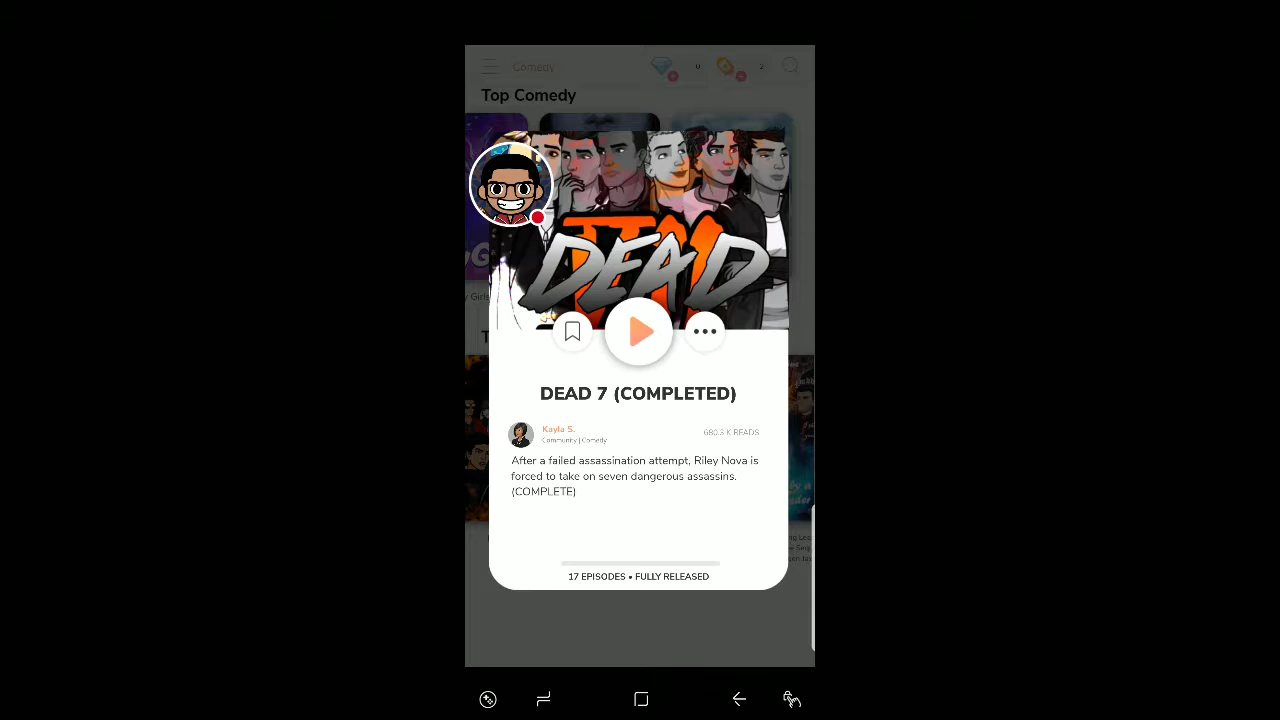 Comedy
0
2
Top Comedy
DEAD
y Girls
T
DEAD 7 (COMPLETED)
Kayla S.
680.3 K READS
Community | Comedy
After a failed assassination attempt, Riley Nova is
forced to take on seven dangerous assassins.
(COMPLETE)
17 EPISODES • FULLY RELEASED